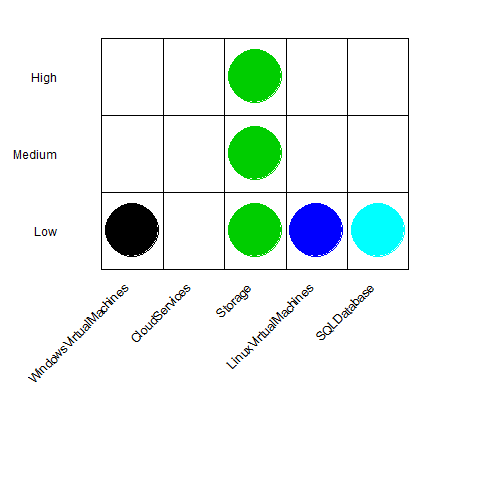 High
Medium
Low
WindowsVirtualMachines
CloudServices
Storage
LinuxVirtualMachines
SQLDatabase